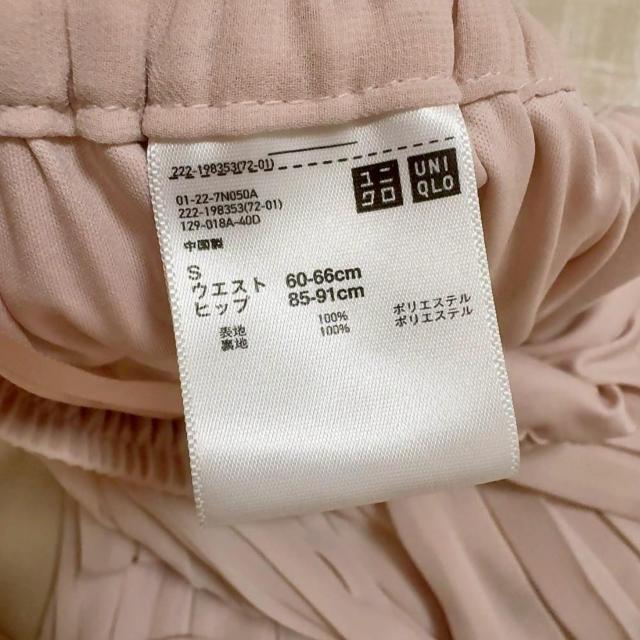 222-198353(72-01)
ユニ
クロ
UNI
QLO
01-22-7N050A
222-198353(72-01)
129-018A-40D
中国製
S
ウエスト 60-66cm
ヒップ 85-91cm
表地 100% ポリエステル
裏地 100% ポリエステル